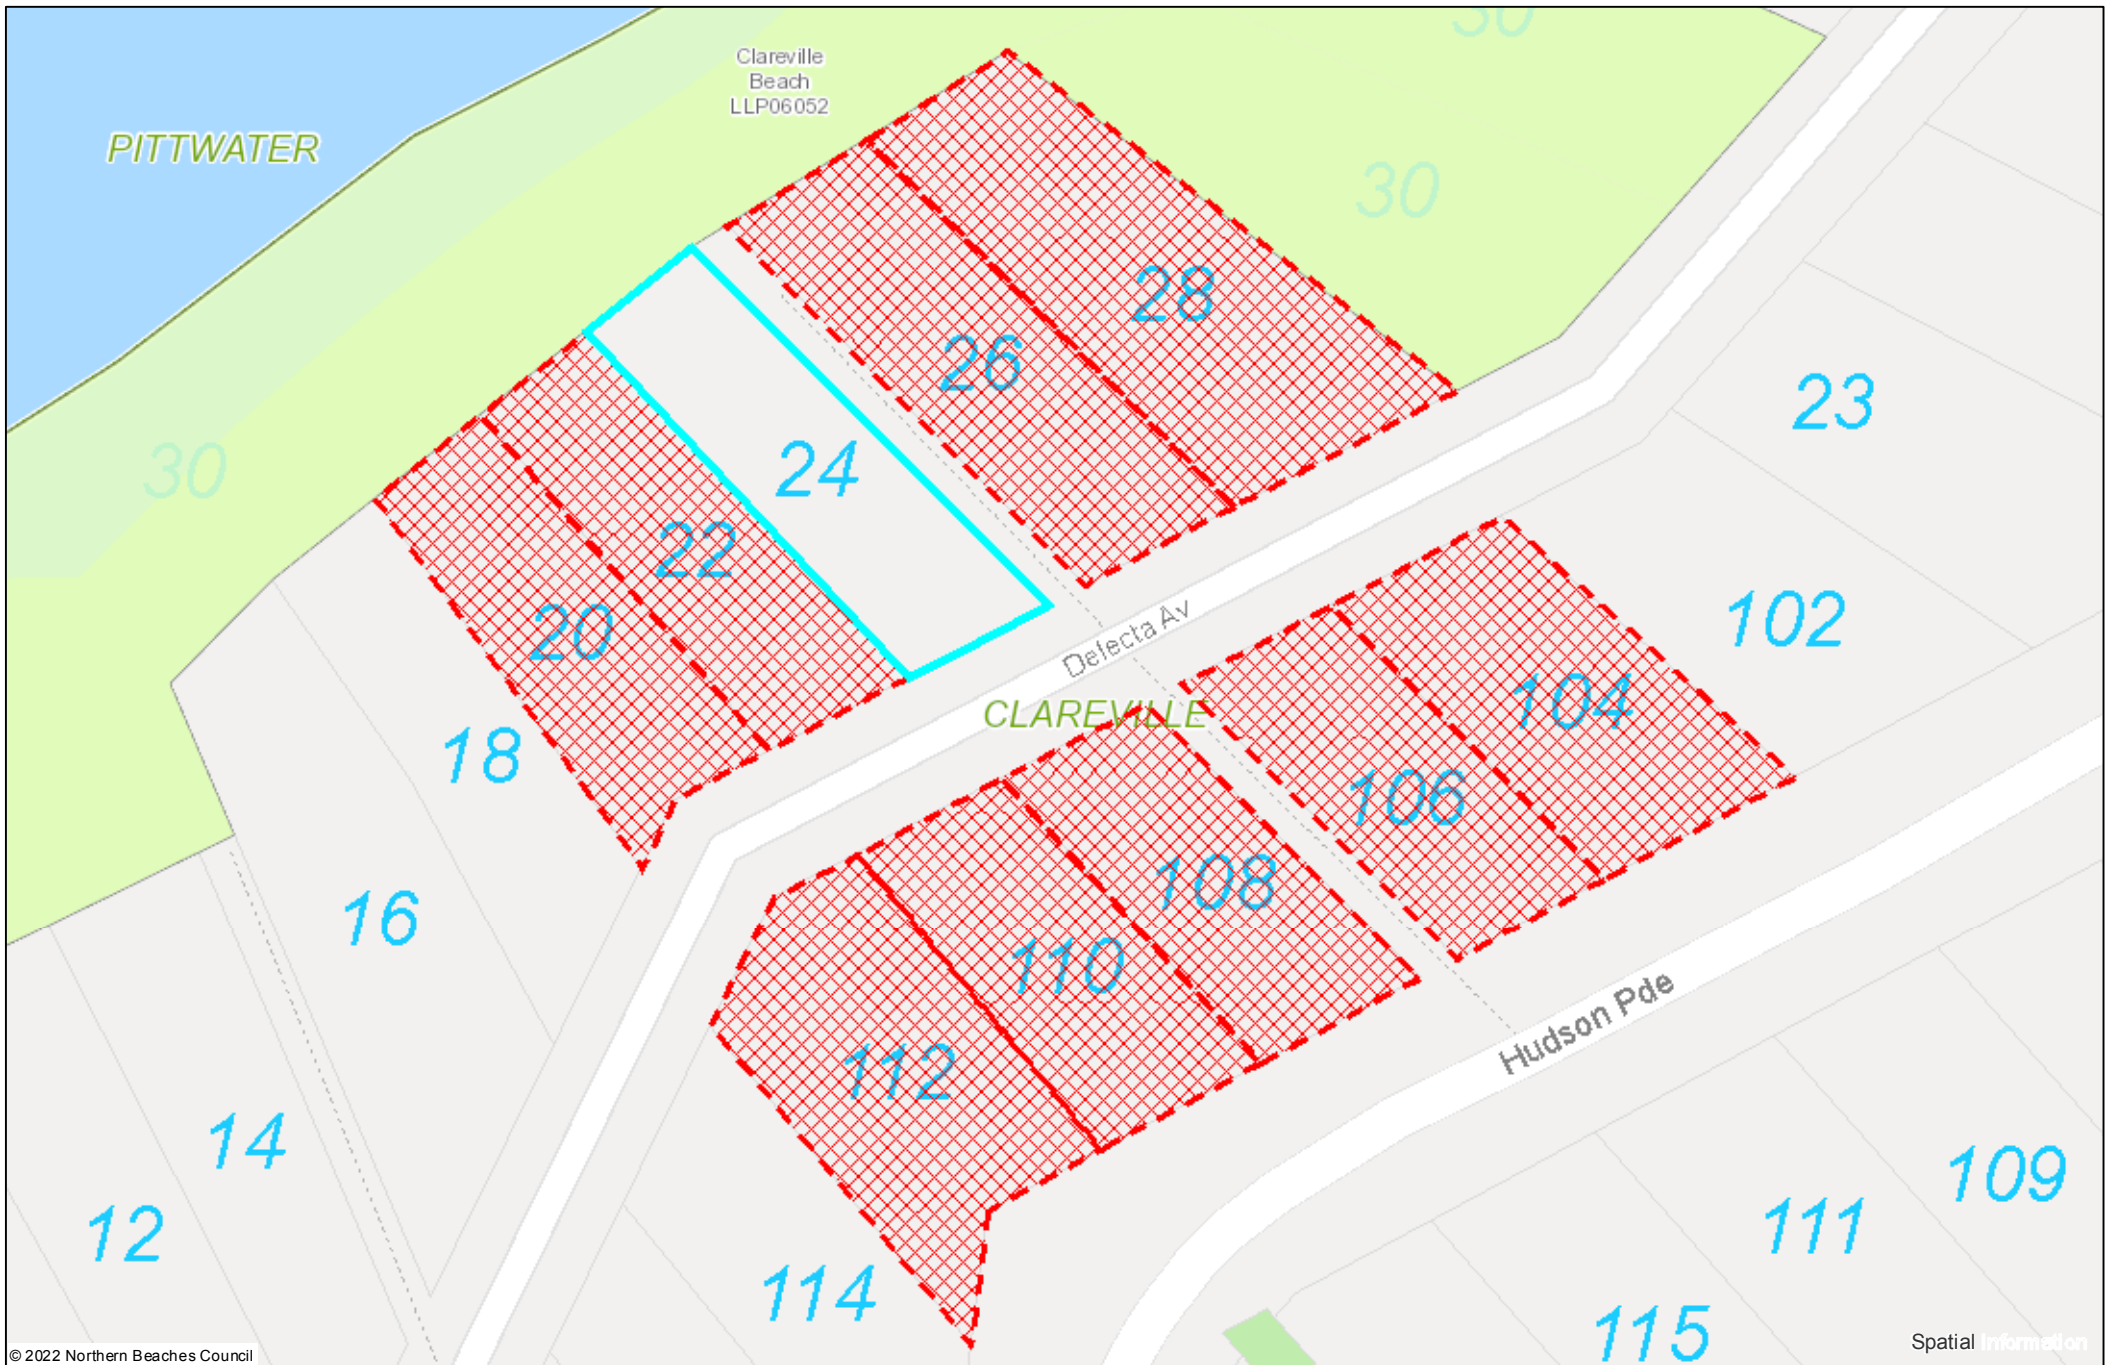 30
Clareville
Beach
LLP06052
PITTWATER
30
28
26
23
24
30
22
102
20
Delecta Av
104
CLAREVILLE
18
106
108
16
110
Hudson Pde
112
14
109
12
111
114
115
Spatial Information
© 2022 Northern Beaches Council